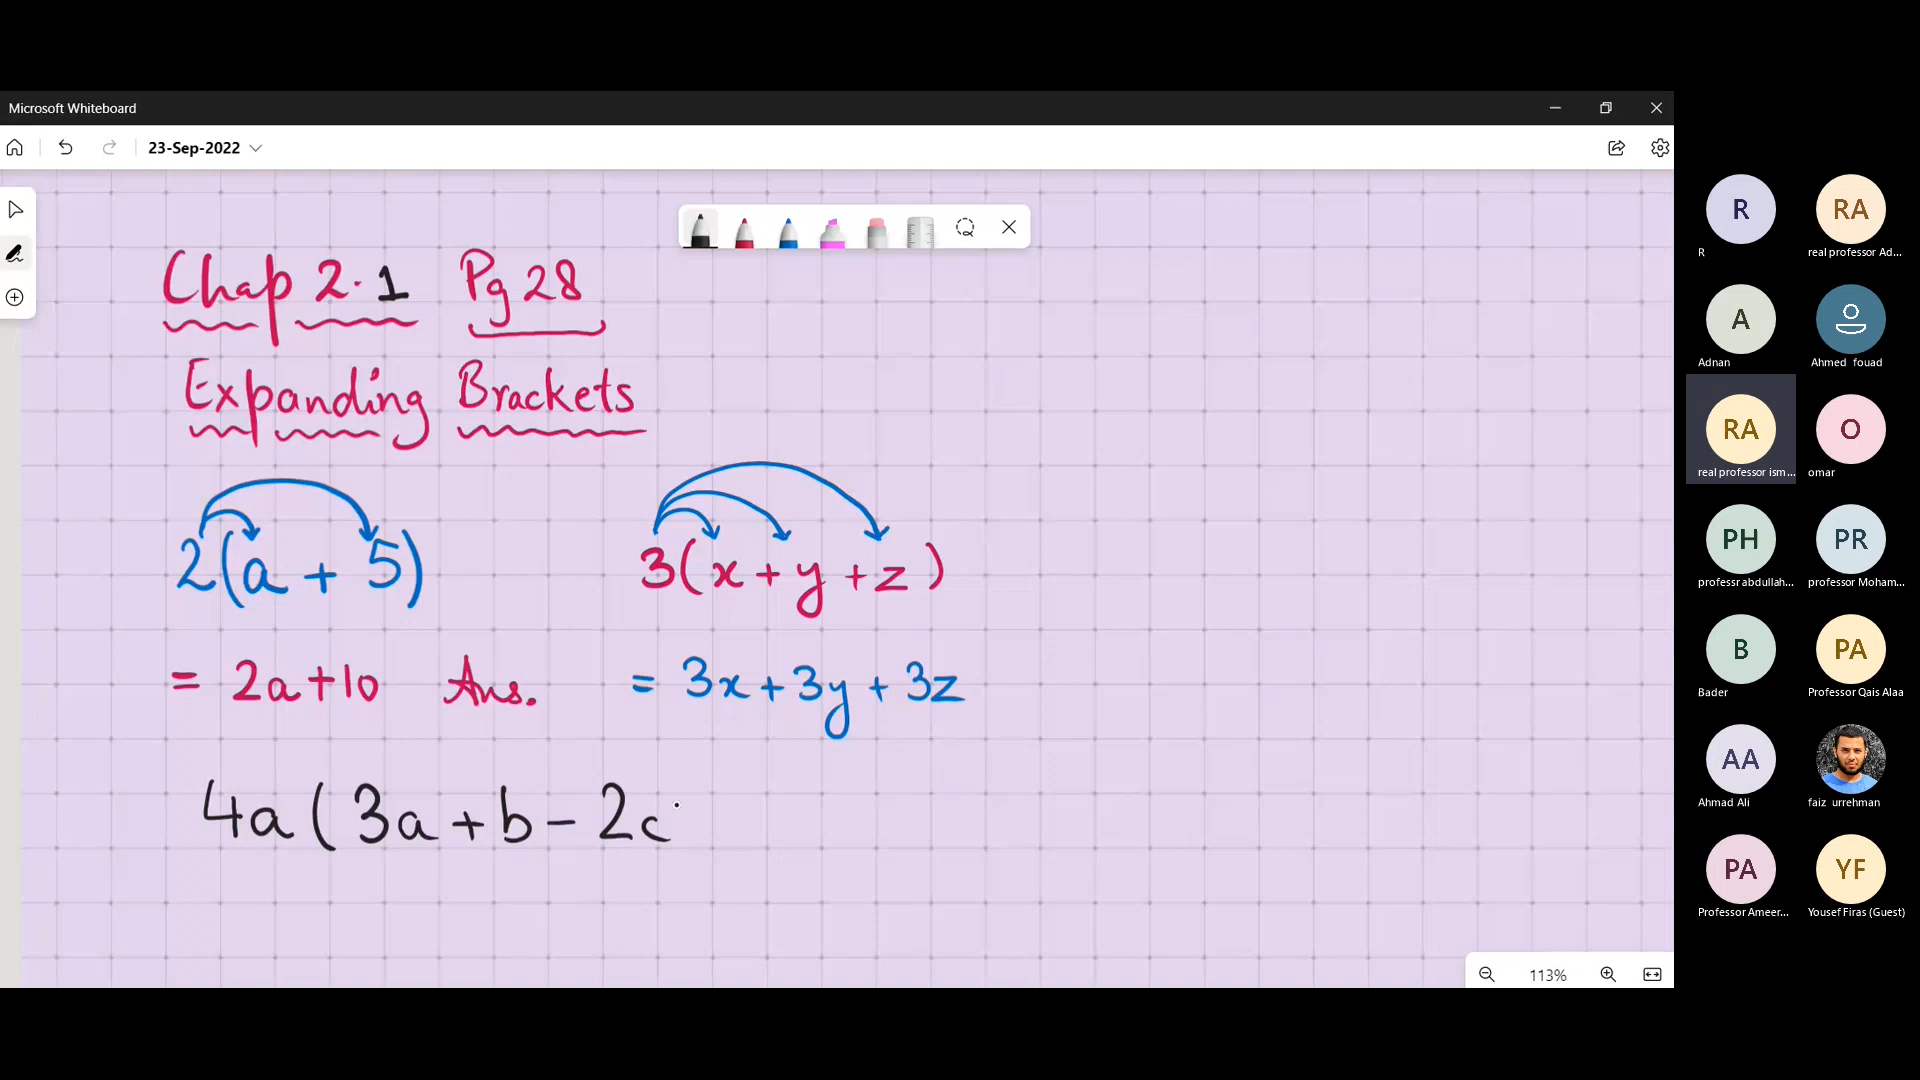 Microsoft Whiteboard
23-Sep-2022
Chap 2.1 Pg 28
Expanding Brackets
2(a + 5)
3(x + y + z)
= 2a+10 Ans.
= 3x + 3y + 3z
4a ( 3a + b - 2c
113%
R
R
RA
real professor Ad...
A
Adnan
Ahmed fouad
RA
real professor ism...
O
omar
PH
professr abdullah...
PR
professor Moham...
B
Bader
PA
Professor Qais Alaa
AA
Ahmad Ali
faiz urrehman
PA
Professor Ameer...
YF
Yousef Firas (Guest)